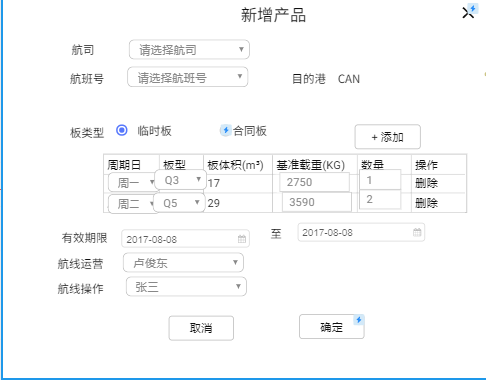 新增产品
航司 请选择航司
航班号 请选择航班号 目的港 CAN
板类型 临时板 合同板 + 添加
周期日 板型 板体积(m³) 基准载重(KG) 数量 操作
周一 Q3 17 2750 1 删除
周二 Q5 29 3590 2 删除
有效期限 2017-08-08 至 2017-08-08
航线运营 卢俊东
航线操作 张三
取消 确定